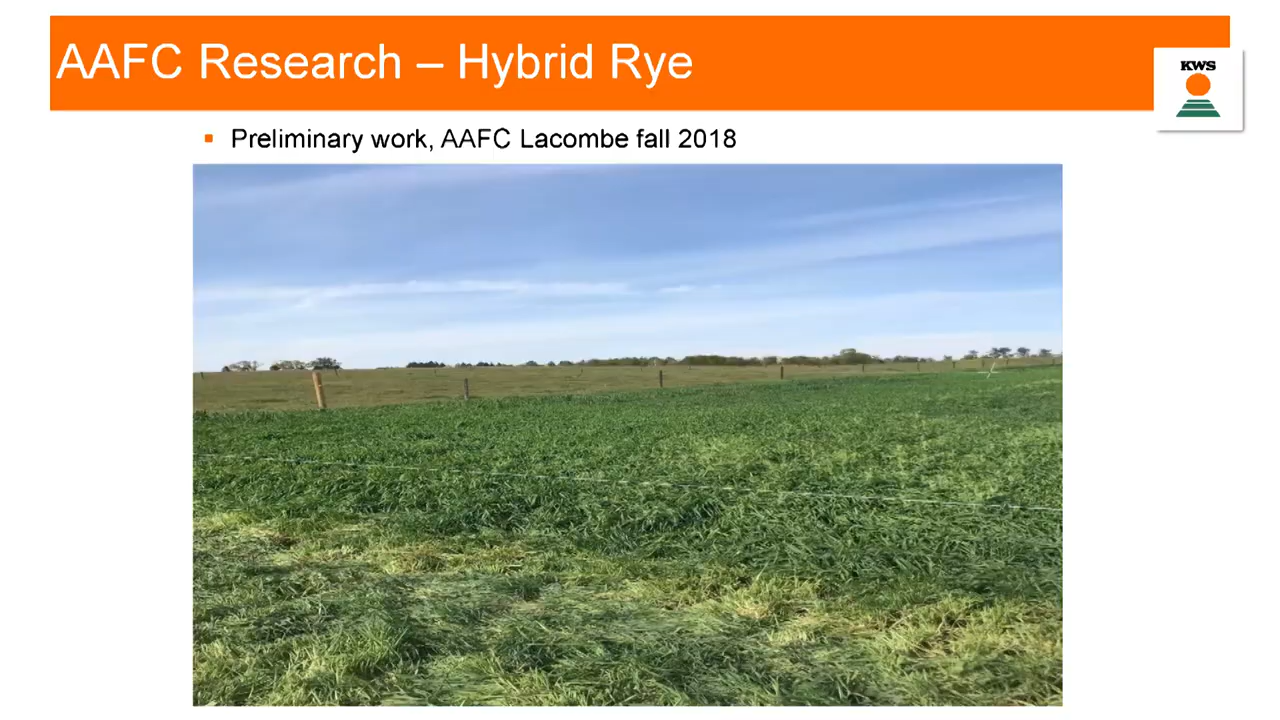 AAFC Research – Hybrid Rye
KWS
Preliminary work, AAFC Lacombe fall 2018